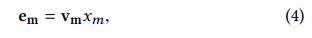 e_m = v_m x_m, (4)